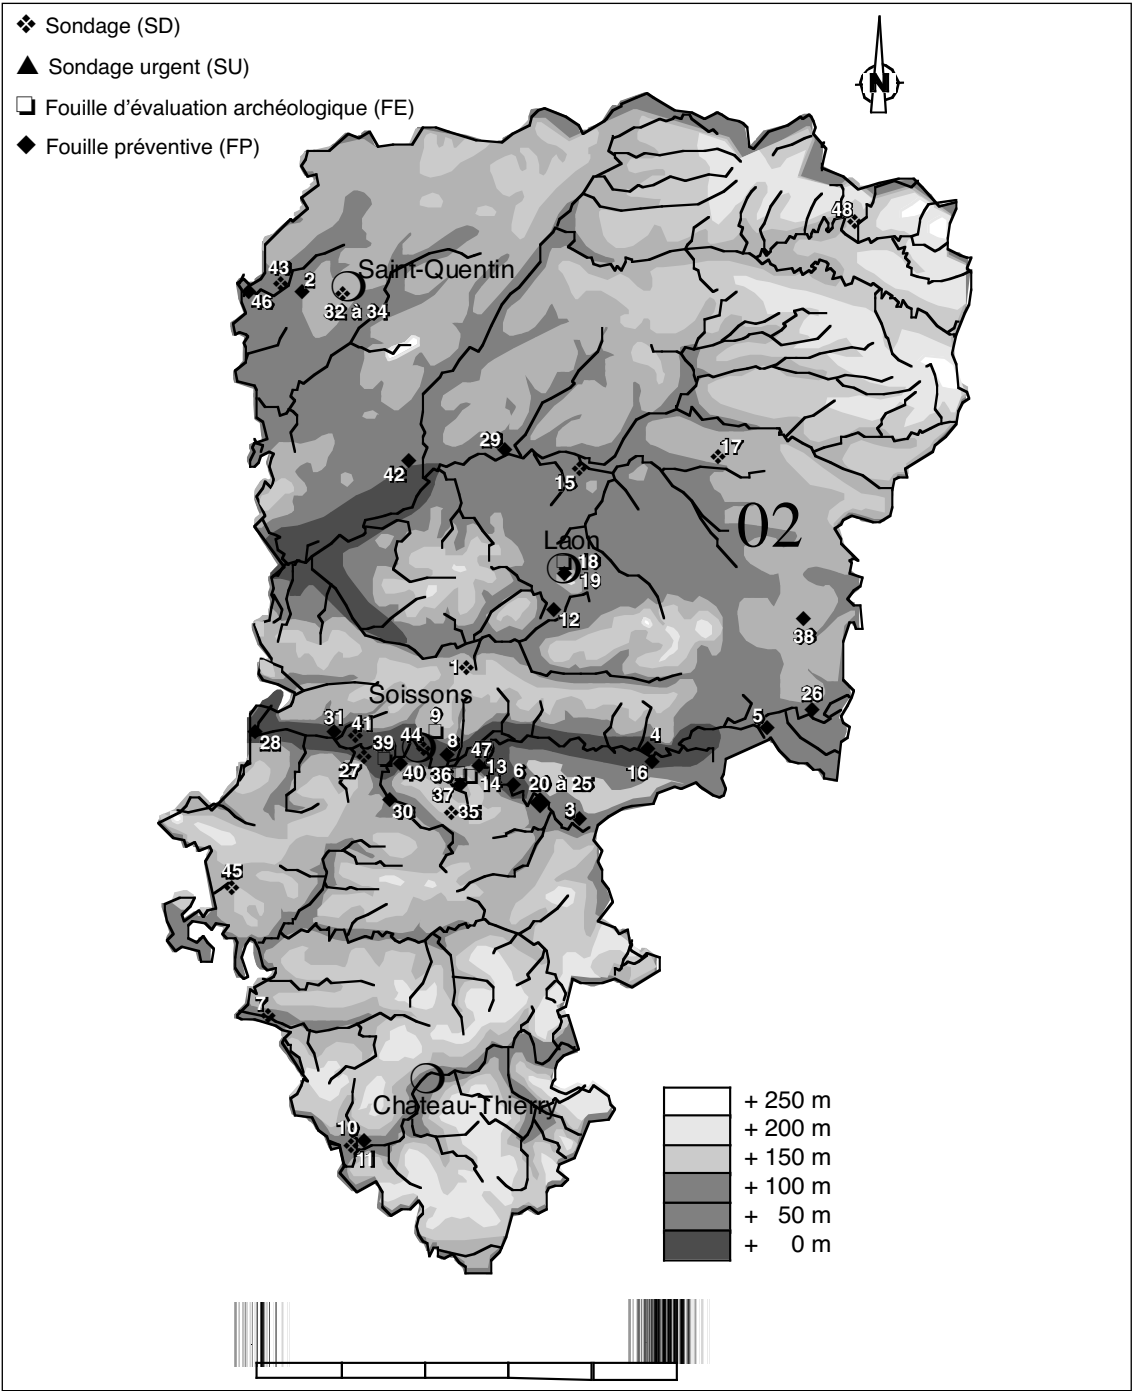 Sondage (SD)
Sondage urgent (SU)
Fouille d'évaluation archéologique (FE)
Fouille préventive (FP)
N
48
43
2
Saint-Quentin
46
32 à 34
29
17
42
15
02
Laon
18
19
12
38
1
Soissons
26
9
5
31
41
44
4
28
39
8
47
27
40
36
13
16
6
14
20 à 25
37
30
35
3
45
7
Chateau-Thierry
10
11
+ 250 m
+ 200 m
+ 150 m
+ 100 m
+ 50 m
+ 0 m